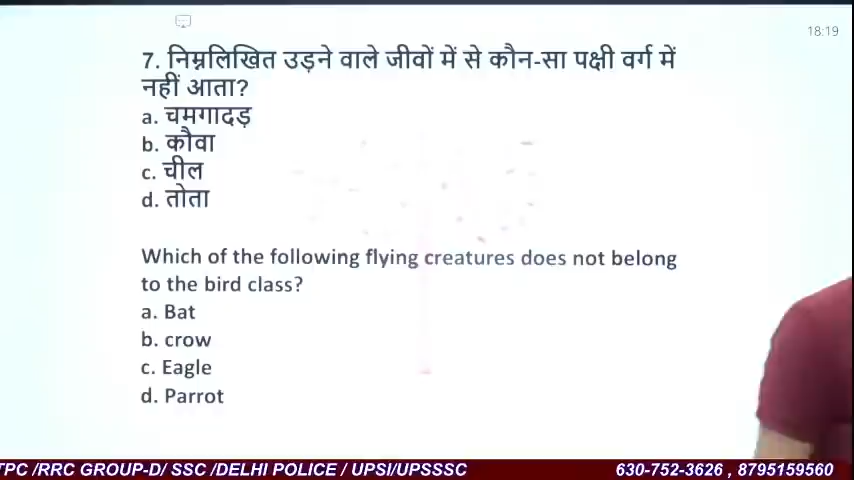 18:19
7. निम्नलिखित उड़ने वाले जीवों में से कौन-सा पक्षी वर्ग में
नहीं आता?
a. चमगादड़
b. कौवा
c. चील
d. तोता
Which of the following flying creatures does not belong
to the bird class?
a. Bat
b. crow
c. Eagle
d. Parrot
TPC /RRC GROUP-D/ SSC /DELHI POLICE / UPSI/UPSSSC 630-752-3626 , 8795159560